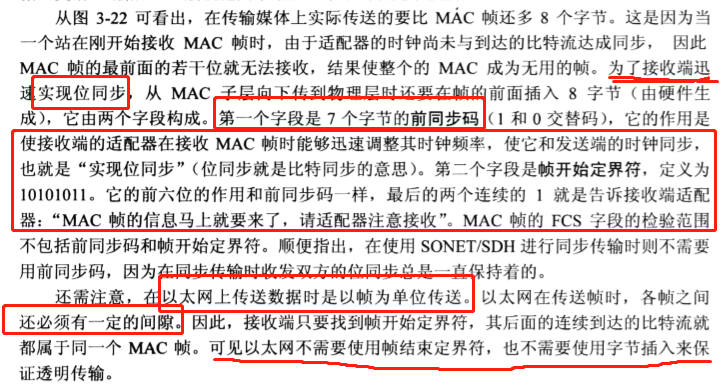 从图 3-22 可看出，在传输媒体上实际传送的要比 MAC 帧还多 8 个字节。这是因为当
一个站在刚开始接收 MAC 帧时，由于适配器的时钟尚未与到达的比特流达成同步，因此
MAC 帧的最前面的若干位就无法接收，结果使整个的 MAC 成为无用的帧。为了接收端迅
速实现位同步，从 MAC 子层向下传到物理层时还要在帧的前面插入 8 字节（由硬件生
成），它由两个字段构成。第一个字段是 7 个字节的前同步码（1 和 0 交替码），它的作用是
使接收端的适配器在接收 MAC 帧时能够迅速调整其时钟频率，使它和发送端的时钟同步，
也就是“实现位同步”（位同步就是比特同步的意思）。第二个字段是帧开始定界符，定义为
10101011。它的前六位的作用和前同步码一样，最后的两个连续的 1 就是告诉接收端适配
器：“MAC 帧的信息马上就要来了，请适配器注意接收”。MAC 帧的 FCS 字段的检验范围
不包括前同步码和帧开始定界符。顺便指出，在使用 SONET/SDH 进行同步传输时则不需要
用前同步码，因为在同步传输时收发双方的位同步总是一直保持着的。
还需注意，在以太网上传送数据时是以帧为单位传送。以太网在传送帧时，各帧之间
还必须有一定的间隙。因此，接收端只要找到帧开始定界符，其后面的连续到达的比特流就
都属于同一个 MAC 帧。可见以太网不需要使用帧结束定界符，也不需要使用字节插入来保
证透明传输。